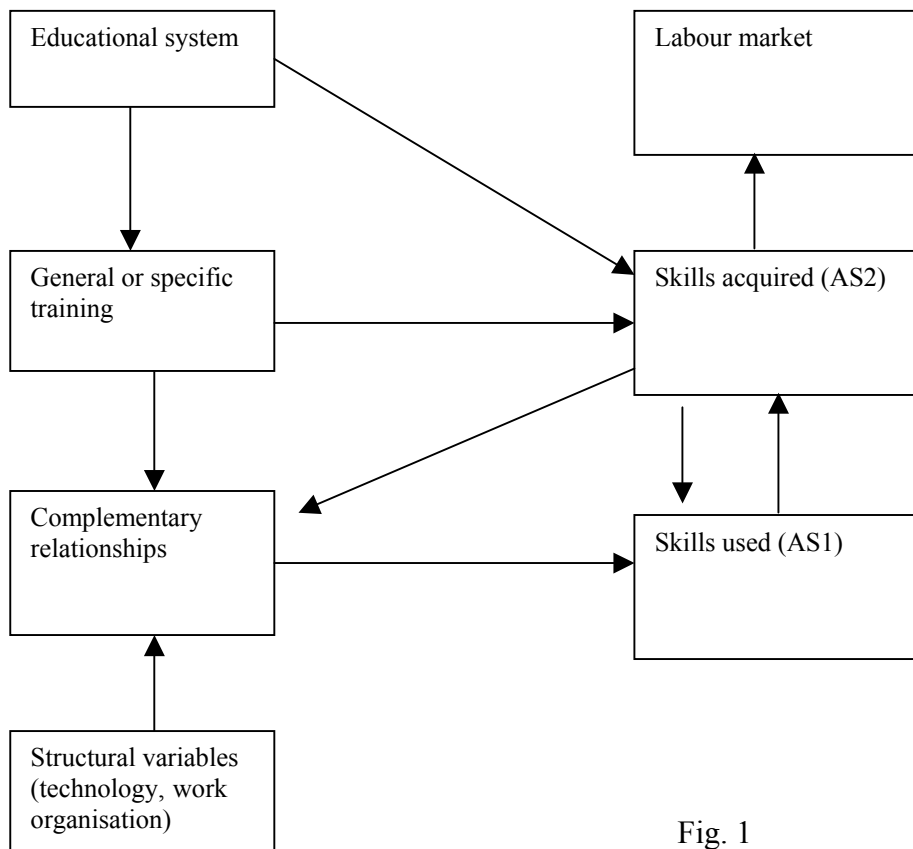 Educational system
Labour market
General or specific
training
Skills acquired (AS2)
Complementary
relationships
Skills used (AS1)
Structural variables
(technology, work
organisation)
Fig. 1